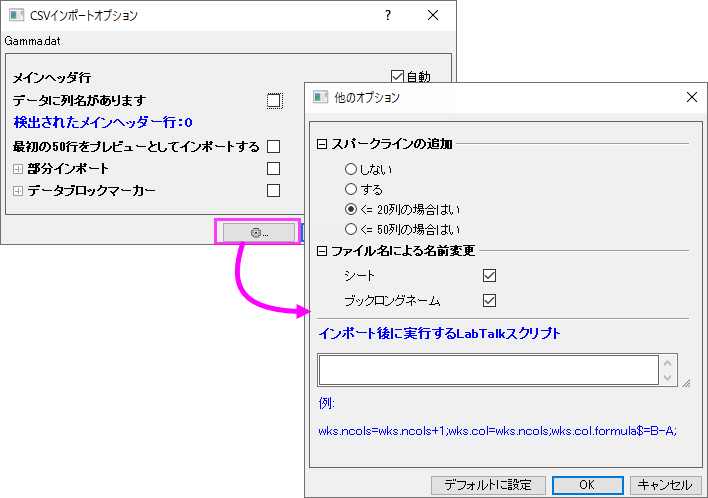 CSVインポートオプション
Gamma.dat
メインヘッダ行
自動
データに列名があります
検出されたメインヘッダー行：0
最初の50行をプレビューとしてインポートする
部分インポート
データブロックマーカー
...
他のオプション
スパークラインの追加
しない
する
<= 20列の場合はい
<= 50列の場合はい
ファイル名による名前変更
シート
ブックロングネーム
インポート後に実行するLabTalkスクリプト
例:
wks.ncols=wks.ncols+1;wks.col=wks.ncols;wks.col.formula$=B-A;
デフォルトに設定
OK
キャンセル